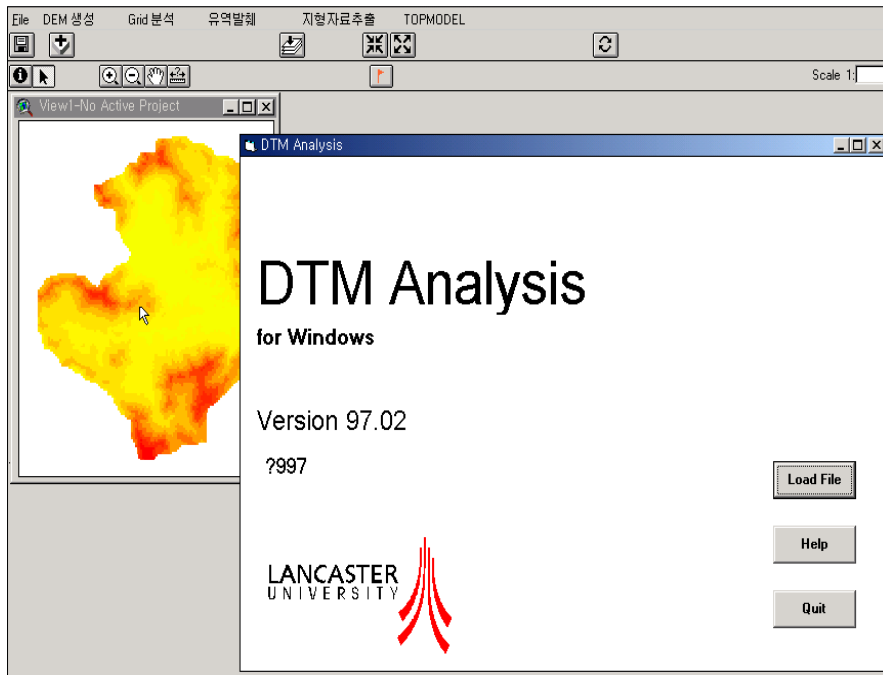 File DEM 생성 Grid 분석 유역발췌 지형자료추출 TOPMODEL
Scale 1:
View1-No Active Project
DTM Analysis
DTM Analysis
for Windows
Version 97.02
?997
Load File
Help
Quit
LANCASTER
UNIVERSITY